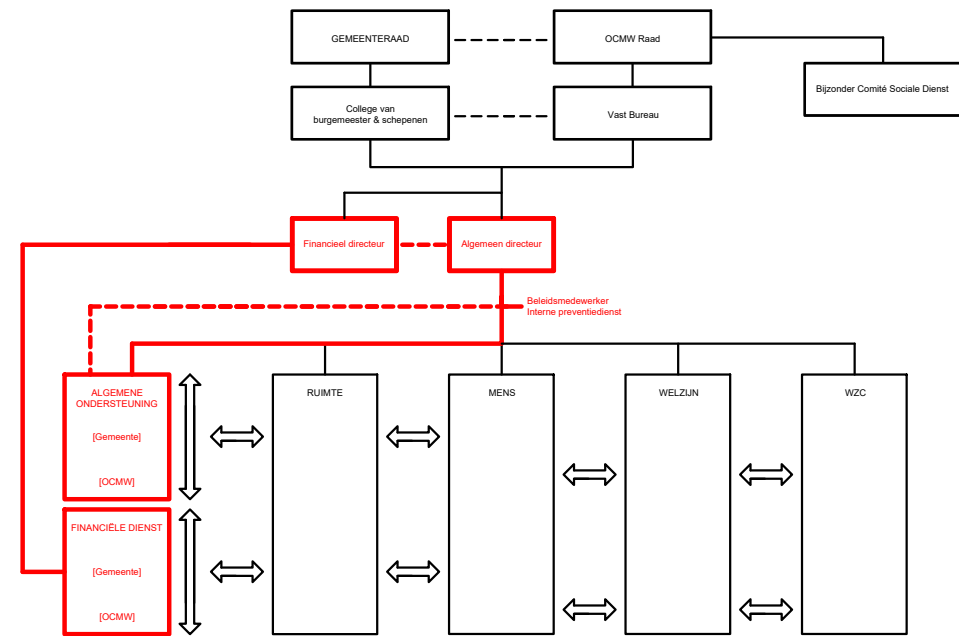 GEMEENTERAAD
OCMW Raad
Bijzonder Comité Sociale Dienst
College van
burgemeester & schepenen
Vast Bureau
Financieel directeur
Algemeen directeur
Beleidsmedewerker
Interne preventiedienst
ALGEMENE
ONDERSTEUNING
[Gemeente]
[OCMW]
RUIMTE
MENS
WELZIJN
WZC
FINANCIËLE DIENST
[Gemeente]
[OCMW]